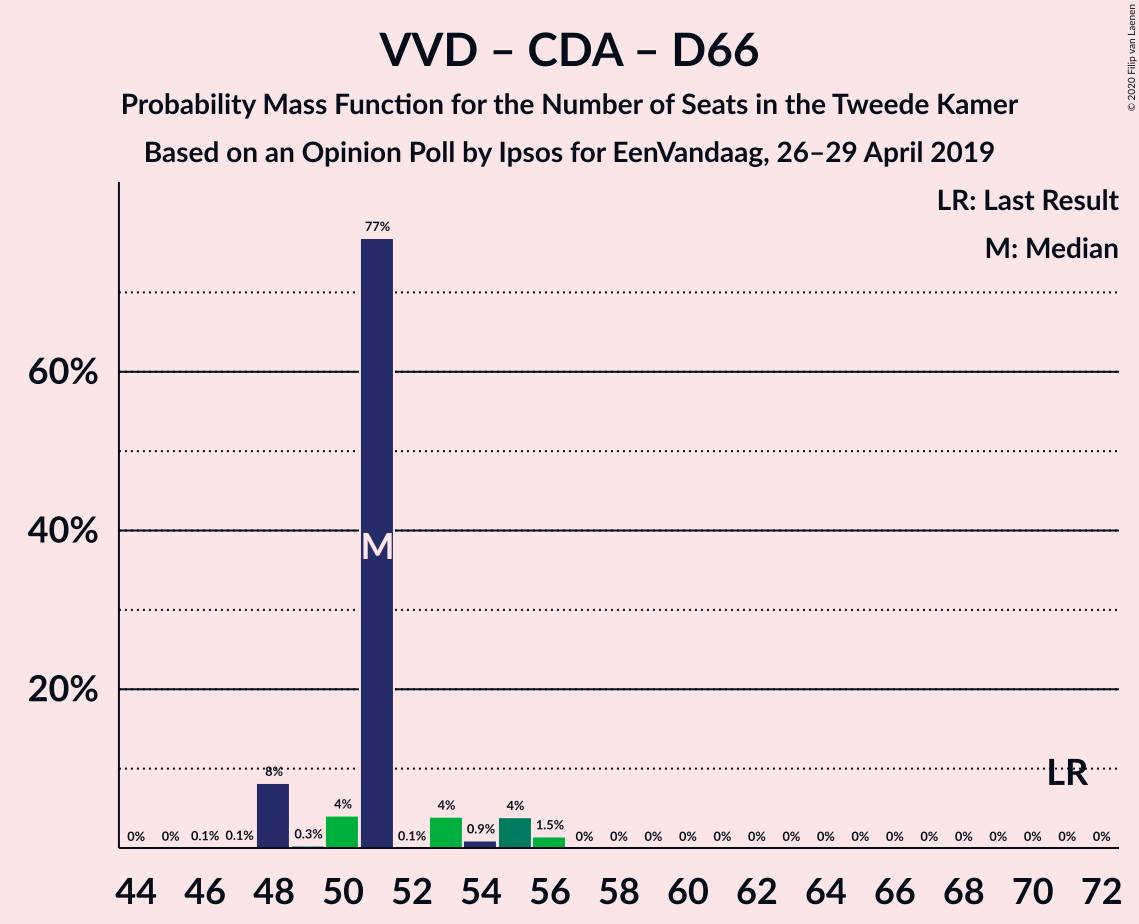 VVD – CDA – D66
Probability Mass Function for the Number of Seats in the Tweede Kamer
Based on an Opinion Poll by Ipsos for EenVandaag, 26–29 April 2019
© 2020 Filip van Laenen
LR: Last Result
M: Median
77%
60%
40%
M
20%
LR
8%
4%
4%
4%
0% 0% 0.1% 0.1% 0.3% 0.1% 0.9% 1.5% 0% 0% 0% 0% 0% 0% 0% 0% 0% 0% 0% 0% 0% 0% 0% 0%
44 46 48 50 52 54 56 58 60 62 64 66 68 70 72